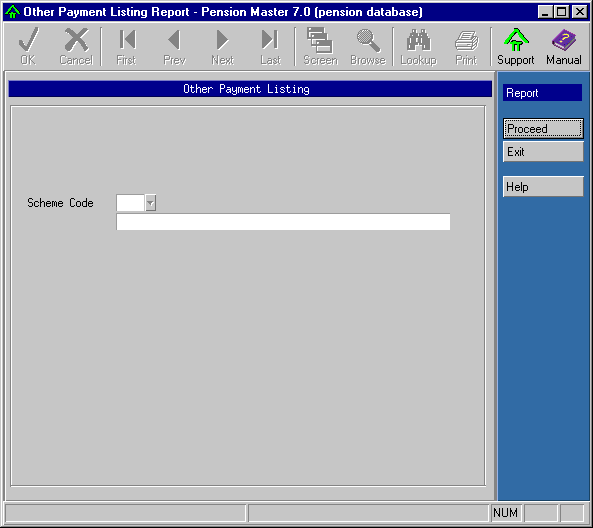 Other Payment Listing Report - Pension Master 7.0 (pension database)
OK Cancel First Prev Next Last Screen Browse Lookup Print Support Manual
Other Payment Listing
Report
Proceed
Exit
Help
Scheme Code
NUM